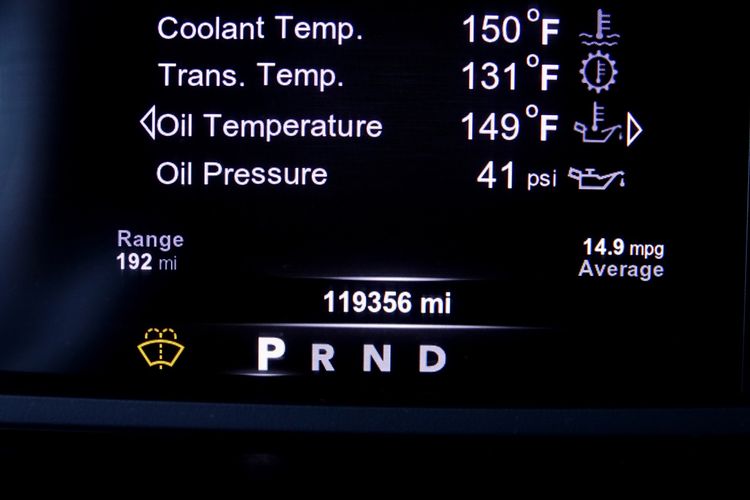 Coolant Temp. 150°F
Trans. Temp. 131°F
Oil Temperature 149°F
Oil Pressure 41 psi
Range
192 mi
14.9 mpg
Average
119356 mi
P R N D